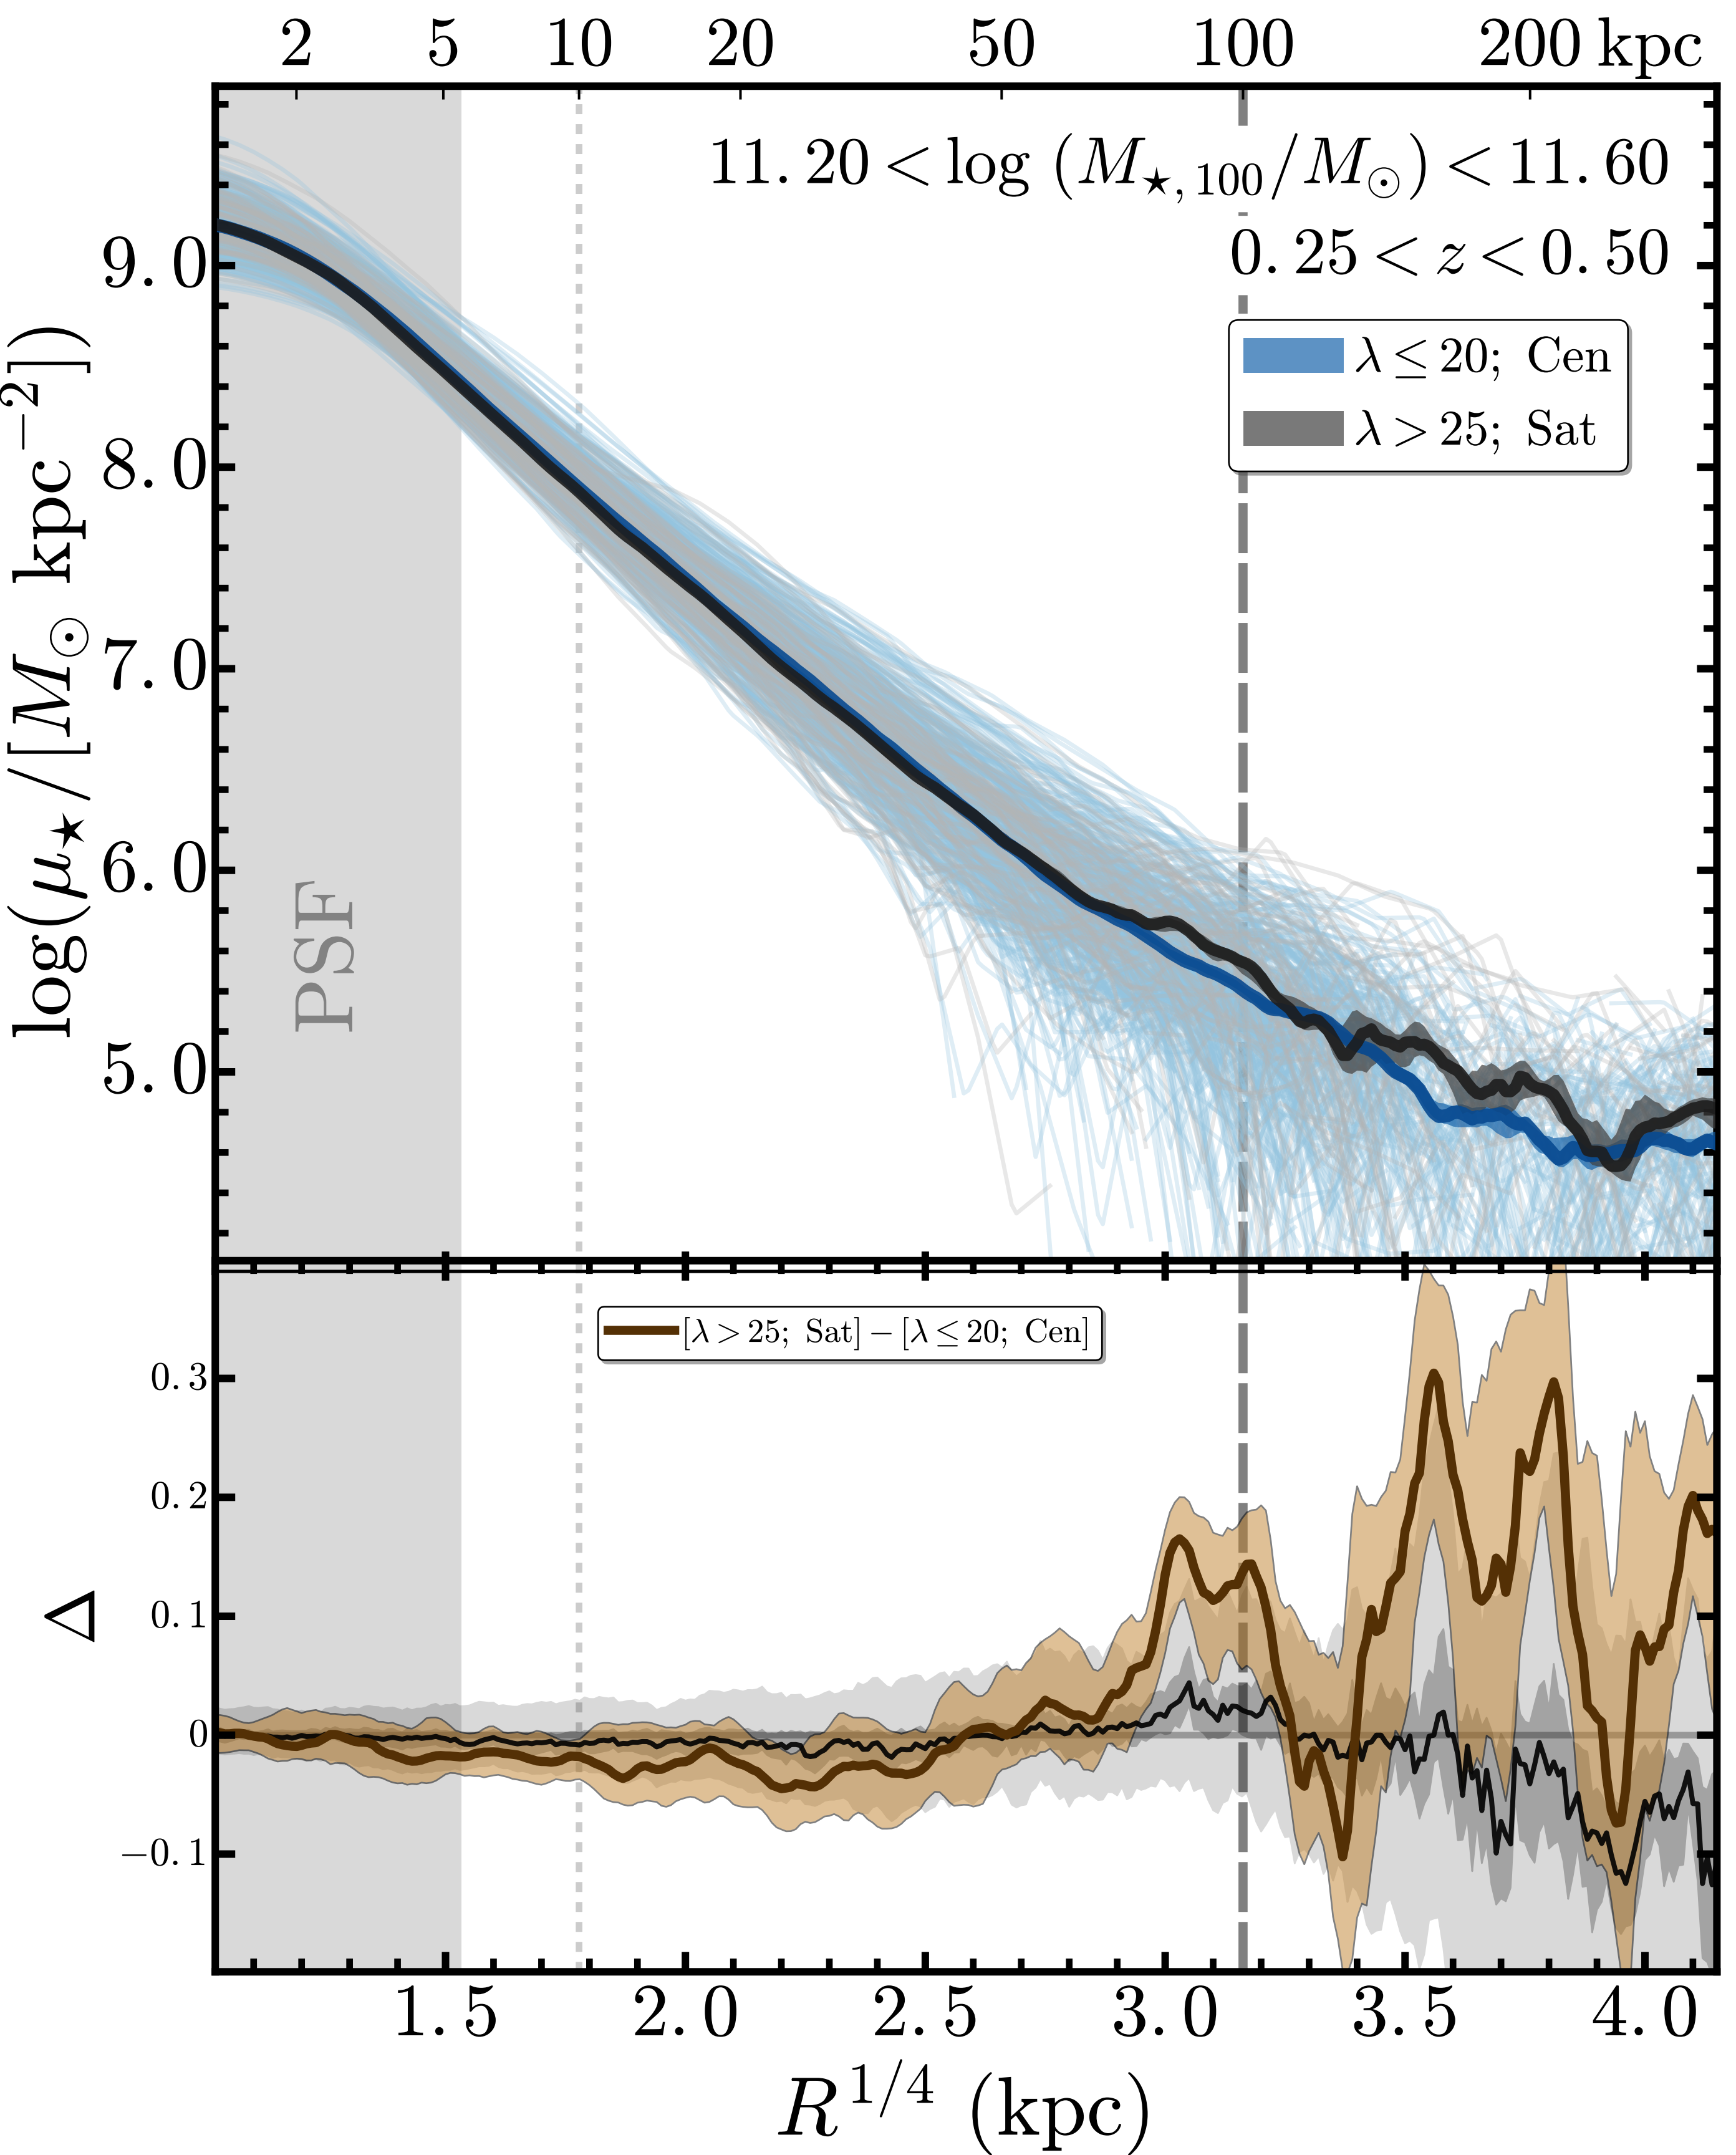 2 5 10 20 50 100 200 kpc
11.20 < log (M⋆,100/M⊙) < 11.60
0.25 < z < 0.50
λ ≤ 20; Cen
λ > 25; Sat
log(μ⋆/[M⊙ kpc−2])
9.0
8.0
7.0
6.0
5.0
PSF
[λ > 25; Sat] − [λ ≤ 20; Cen]
Δ
0.3
0.2
0.1
0
−0.1
1.5 2.0 2.5 3.0 3.5 4.0
R1/4 (kpc)